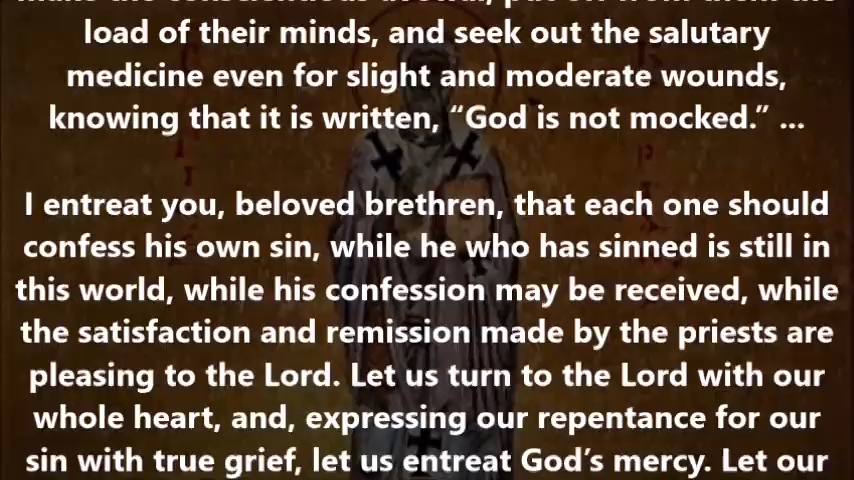 load of their minds, and seek out the salutary
medicine even for slight and moderate wounds,
knowing that it is written, “God is not mocked.” ...
I entreat you, beloved brethren, that each one should
confess his own sin, while he who has sinned is still in
this world, while his confession may be received, while
the satisfaction and remission made by the priests are
pleasing to the Lord. Let us turn to the Lord with our
whole heart, and, expressing our repentance for our
sin with true grief, let us entreat God’s mercy. Let our